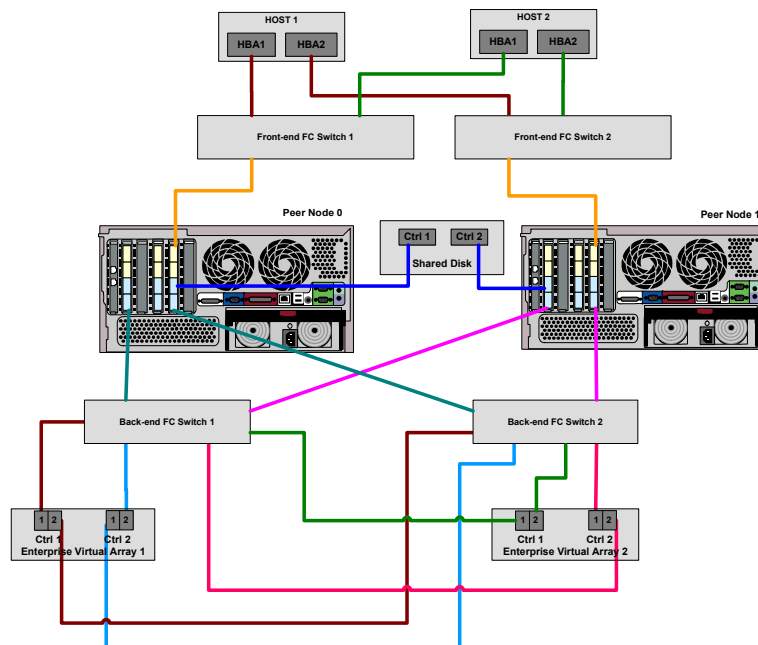 HOST 1
HBA1 HBA2
HOST 2
HBA1 HBA2
Front-end FC Switch 1
Front-end FC Switch 2
Peer Node 0
Peer Node 1
Ctrl 1 Ctrl 2
Shared Disk
Back-end FC Switch 1
Back-end FC Switch 2
1 2 1 2
Ctrl 1 Ctrl 2
Enterprise Virtual Array 1
1 2 1 2
Ctrl 1 Ctrl 2
Enterprise Virtual Array 2